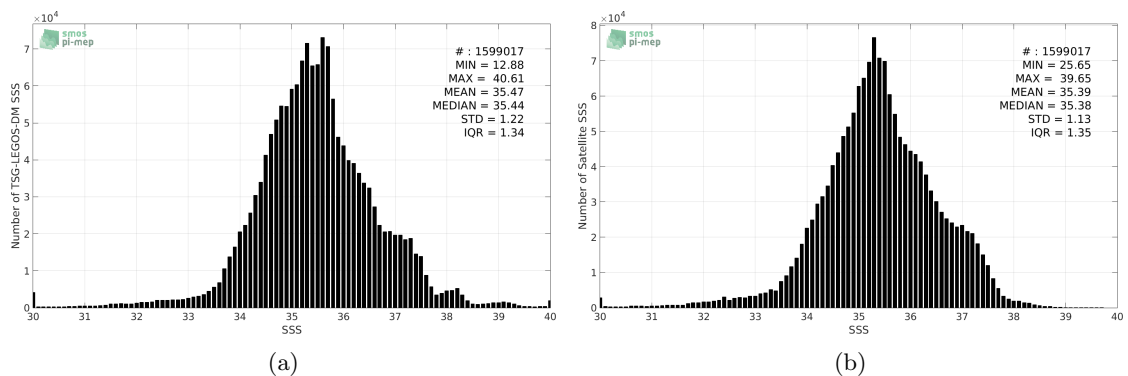 ×10⁴
smos
pi-mep
# : 1599017
MIN = 12.88
MAX = 40.61
MEAN = 35.47
MEDIAN = 35.44
STD = 1.22
IQR = 1.34
Number of TSG-LEGOS-DM SSS
7
6
5
4
3
2
1
0
30 31 32 33 34 35 36 37 38 39 40
SSS
(a)
×10⁴
smos
pi-mep
# : 1599017
MIN = 25.65
MAX = 39.65
MEAN = 35.39
MEDIAN = 35.38
STD = 1.13
IQR = 1.35
Number of Satellite SSS
8
7
6
5
4
3
2
1
0
30 31 32 33 34 35 36 37 38 39 40
SSS
(b)